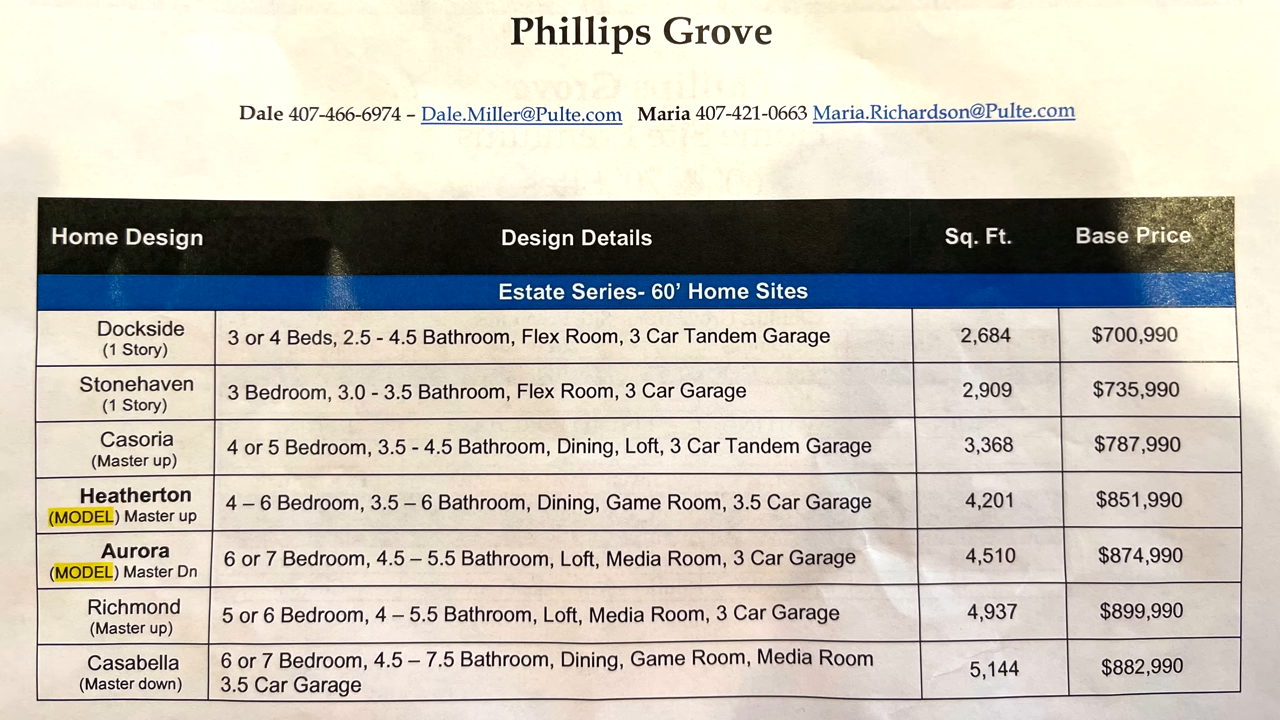 Phillips Grove
Dale 407-466-6974 – Dale.Miller@Pulte.com Maria 407-421-0663 Maria.Richardson@Pulte.com
Home Design Design Details Sq. Ft. Base Price
Estate Series- 60’ Home Sites
Dockside
(1 Story)
3 or 4 Beds, 2.5 - 4.5 Bathroom, Flex Room, 3 Car Tandem Garage 2,684 $700,990
Stonehaven
(1 Story)
3 Bedroom, 3.0 - 3.5 Bathroom, Flex Room, 3 Car Garage 2,909 $735,990
Casoria
(Master up)
4 or 5 Bedroom, 3.5 - 4.5 Bathroom, Dining, Loft, 3 Car Tandem Garage 3,368 $787,990
Heatherton
(MODEL) Master up
4 – 6 Bedroom, 3.5 – 6 Bathroom, Dining, Game Room, 3.5 Car Garage 4,201 $851,990
Aurora
(MODEL) Master Dn
6 or 7 Bedroom, 4.5 – 5.5 Bathroom, Loft, Media Room, 3 Car Garage 4,510 $874,990
Richmond
(Master up)
5 or 6 Bedroom, 4 – 5.5 Bathroom, Loft, Media Room, 3 Car Garage 4,937 $899,990
Casabella
(Master down)
6 or 7 Bedroom, 4.5 – 7.5 Bathroom, Dining, Game Room, Media Room
3.5 Car Garage
5,144 $882,990